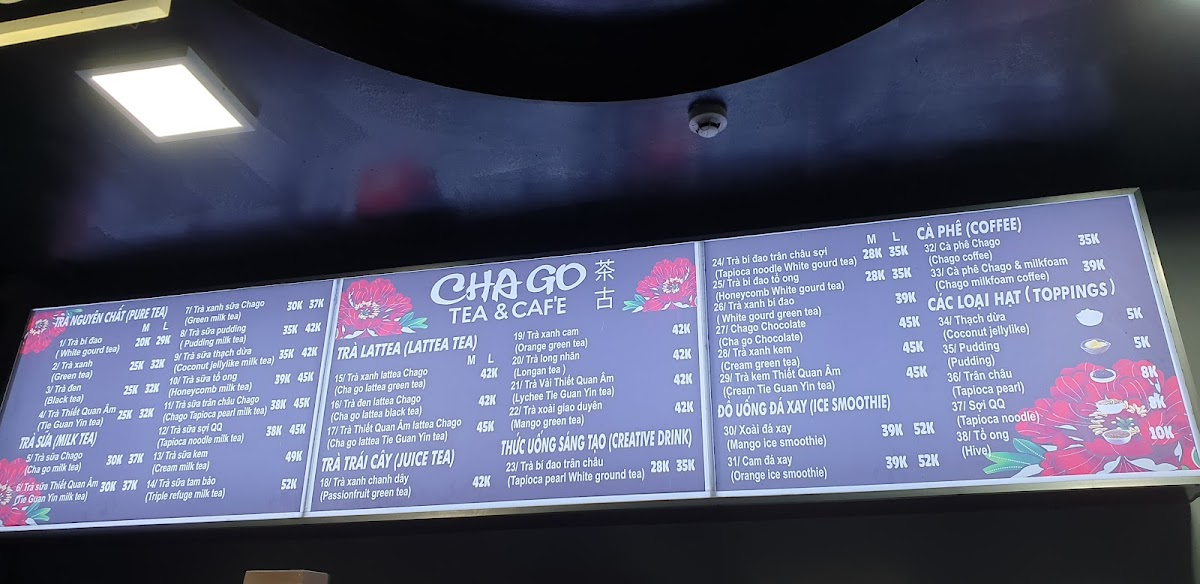 TRÀ NGUYÊN CHẤT (PURE TEA)
M L
1/ Trà bí đao 20K 29K
( White gourd tea)
2/ Trà xanh 25K 32K
(Green tea)
3/ Trà đen 25K 32K
(Black tea)
4/ Trà Thiết Quan Âm 25K 32K
(Tie Guan Yin tea)
TRÀ SỮA (MILK TEA)
5/ Trà sữa Chago 30K 37K
(Cha go milk tea)
6/ Trà sữa Thiết Quan Âm 30K 37K
(Tie Guan Yin milk tea)
7/ Trà xanh sữa Chago 30K 37K
(Green milk tea)
8/ Trà sữa pudding 35K 42K
( Pudding milk tea)
9/ Trà sữa thạch dừa 35K 42K
(Coconut jellylike milk tea)
10/ Trà sữa tổ ong 39K 45K
(Honeycomb milk tea)
11/ Trà sữa trân châu Chago 38K 45K
(Chago Tapioca pearl milk tea)
12/ Trà sữa sợi QQ 38K 45K
(Tapioca noodle milk tea)
13/ Trà sữa kem 49K
(Cream milk tea)
14/ Trà sữa tam bảo 52K
(Triple refuge milk tea)
CHA GO 茶古
TEA & CAF'E
TRÀ LATTEA (LATTEA TEA)
M L
15/ Trà xanh lattea Chago 42K
(Cha go lattea green tea)
16/ Trà đen lattea Chago 42K
(Cha go lattea black tea)
17/ Trà Thiết Quan Âm lattea Chago 45K
(Cha go lattea Tie Guan Yin tea)
TRÀ TRÁI CÂY (JUICE TEA)
18/ Trà xanh chanh dây 42K
(Passionfruit green tea)
19/ Trà xanh cam 42K
(Orange green tea)
20/ Trà long nhãn 42K
(Longan tea )
21/ Trà Vải Thiết Quan Âm 42K
(Lychee Tie Guan Yin tea)
22/ Trà xoài giao duyên 42K
(Mango green tea)
THỨC UỐNG SÁNG TẠO (CREATIVE DRINK)
23/ Trà bí đao trân châu 28K 35K
(Tapioca pearl White ground tea)
M L
24/ Trà bí đao trân châu sợi 28K 35K
(Tapioca noodle White gourd tea)
25/ Trà bí đao tổ ong 28K 35K
(Honeycomb White gourd tea)
26/ Trà xanh bí đao 39K
( White gourd green tea)
27/ Chago Chocolate 45K
(Cha go Chocolate)
28/ Trà xanh kem 45K
(Cream green tea)
29/ Trà kem Thiết Quan Âm 45K
(Cream Tie Guan Yin tea)
ĐỒ UỐNG ĐÁ XAY (ICE SMOOTHIE)
30/ Xoài đá xay 39K 52K
(Mango ice smoothie)
31/ Cam đá xay 39K 52K
(Orange ice smoothie)
CÀ PHÊ (COFFEE)
32/ Cà phê Chago 35K
(Chago coffee)
33/ Cà phê Chago & milkfoam 39K
(Chago milkfoam coffee)
CÁC LOẠI HẠT ( TOPPINGS )
34/ Thạch dừa 5K
(Coconut jellylike)
35/ Pudding 5K
(Pudding)
36/ Trân châu 8K
(Tapioca pearl)
37/ Sợi QQ 8K
(Tapioca noodle)
38/ Tổ ong 10K
(Hive)